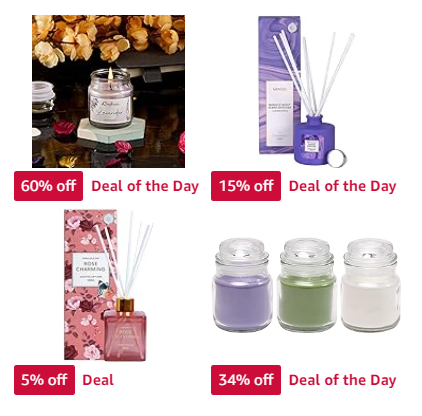 Lavender
60% off Deal of the Day
15% off Deal of the Day
ROSE
CHARMING
5% off Deal
34% off Deal of the Day